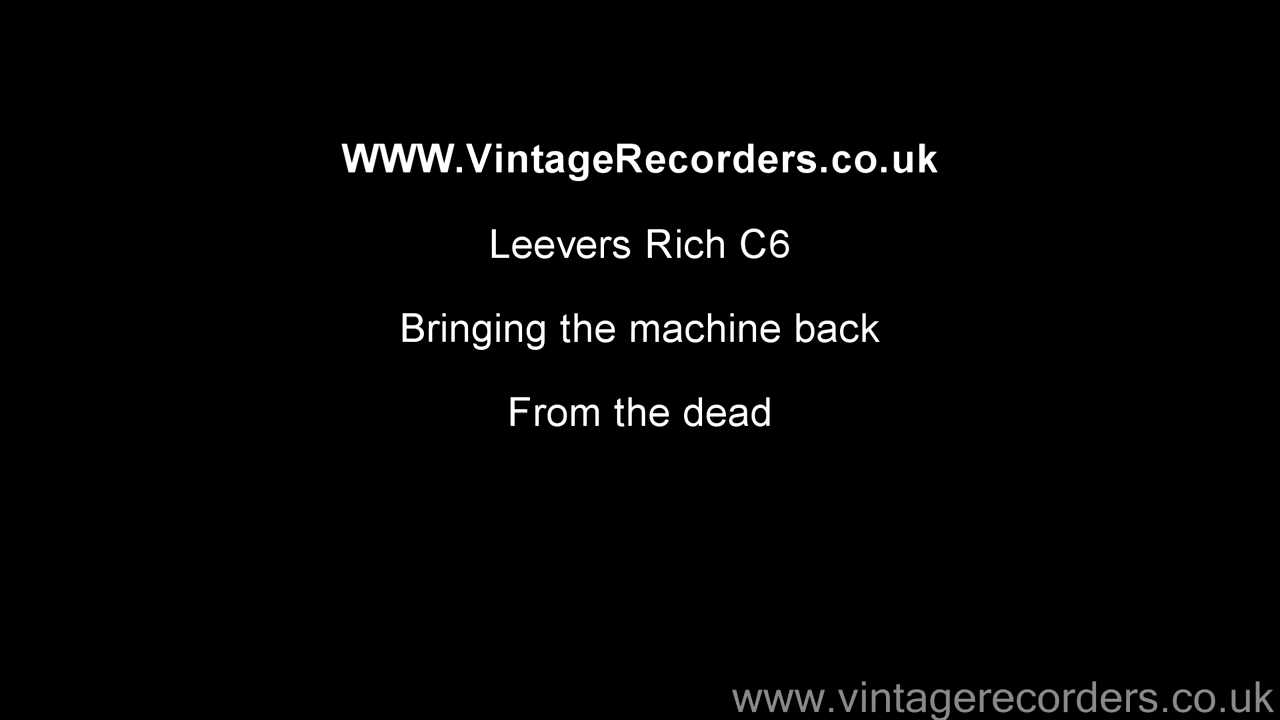 WWW.VintageRecorders.co.uk
Leevers Rich C6
Bringing the machine back
From the dead
www.vintagerecorders.co.uk